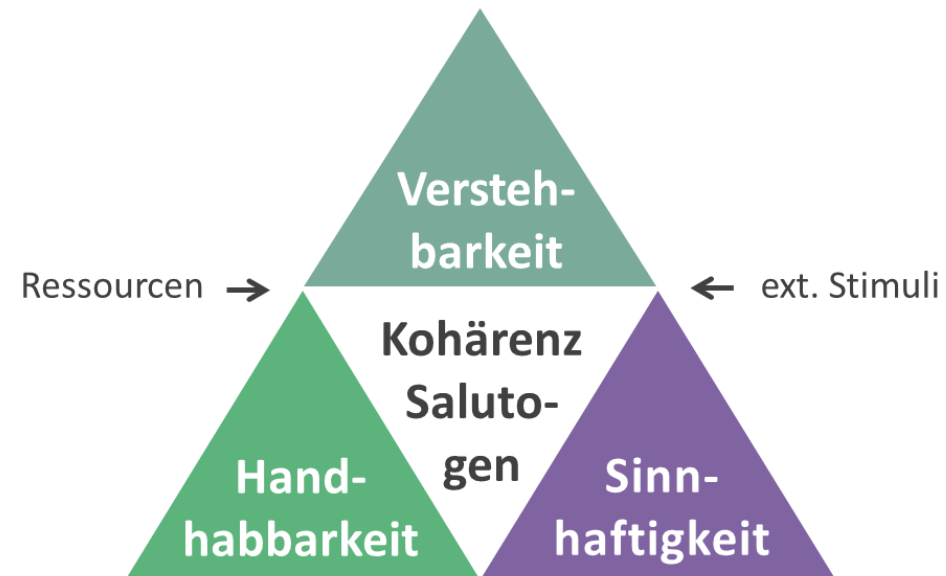 Versteh-
barkeit
Ressourcen →
← ext. Stimuli
Kohärenz
Saluto-
gen
Hand-
habbarkeit
Sinn-
haftigkeit